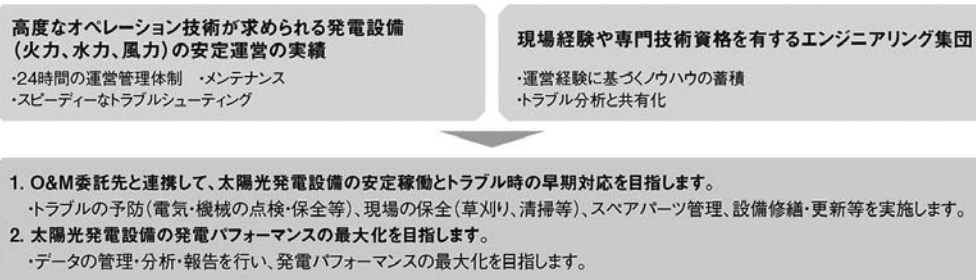 高度なオペレーション技術が求められる発電設備
(火力、水力、風力)の安定運営の実績
・24時間の運営管理体制 ・メンテナンス
・スピーディーなトラブルシューティング
現場経験や専門技術資格を有するエンジニアリング集団
・運営経験に基づくノウハウの蓄積
・トラブル分析と共有化
1. O&M委託先と連携して、太陽光発電設備の安定稼働とトラブル時の早期対応を目指します。
・トラブルの予防(電気・機械の点検・保全等)、現場の保全(草刈り、清掃等)、スペアパーツ管理、設備修繕・更新等を実施します。
2. 太陽光発電設備の発電パフォーマンスの最大化を目指します。
・データの管理・分析・報告を行い、発電パフォーマンスの最大化を目指します。